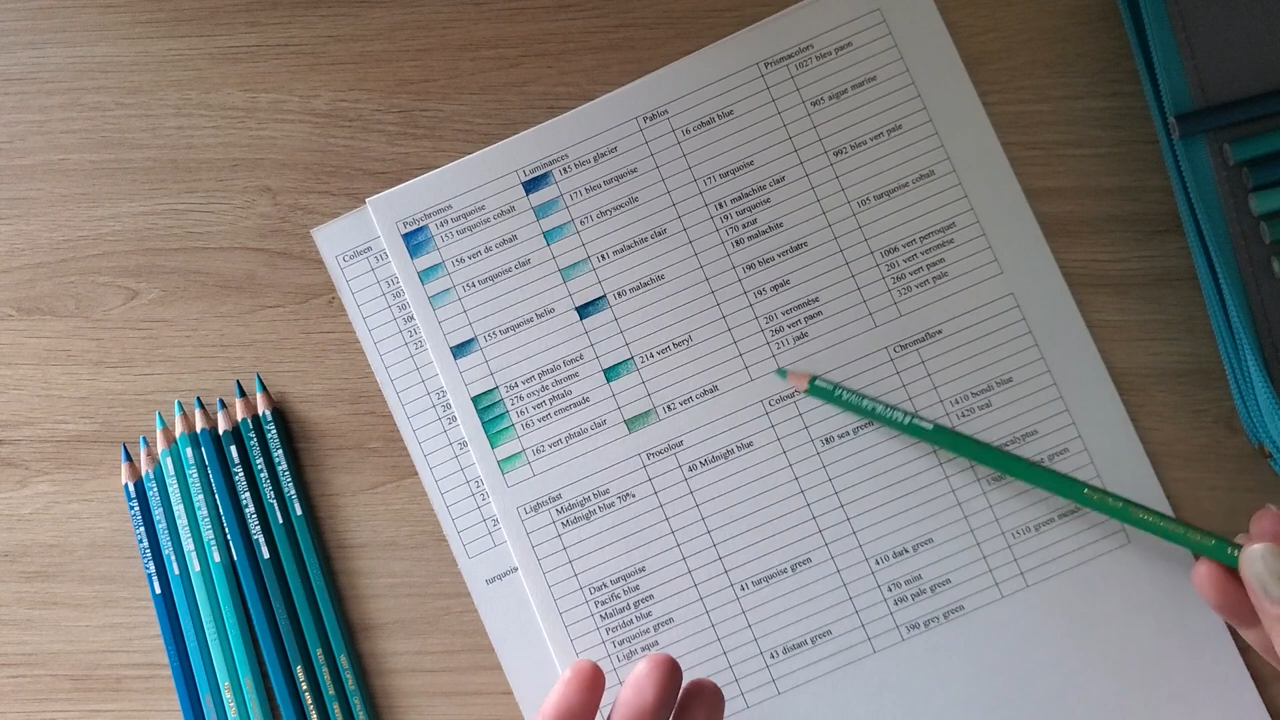 Polychromos
149 turquoise
153 turquoise cobalt
156 vert de cobalt
154 turquoise clair
155 turquoise helio
264 vert phtalo foncé
276 oxyde chrome
161 vert phtalo
163 vert emeraude
162 vert phtalo clair
Luminances
185 bleu glacier
171 bleu turquoise
671 chrysocolle
181 malachite clair
180 malachite
214 vert beryl
182 vert cobalt
Pablos
16 cobalt blue
171 turquoise
181 malachite clair
191 turquoise
170 azur
180 malachite
190 bleu verdatre
195 opale
201 veronnèse
260 vert paon
211 jade
Prismacolors
1027 bleu paon
905 aigue marine
992 bleu vert pale
105 turquoise cobalt
1006 vert perroquet
201 vert veronèse
260 vert paon
320 vert pale
Lightsfast
Midnight blue
Midnight blue 70%
Dark turquoise
Pacific blue
Mallard green
Peridot blue
Turquoise green
Light aqua
Procolour
40 Midnight blue
41 turquoise green
43 distant green
380 sea green
410 dark green
470 mint
490 pale green
390 grey green
Chromaflow
1410 bondi blue
1420 teal
green
1510 green
Colleen